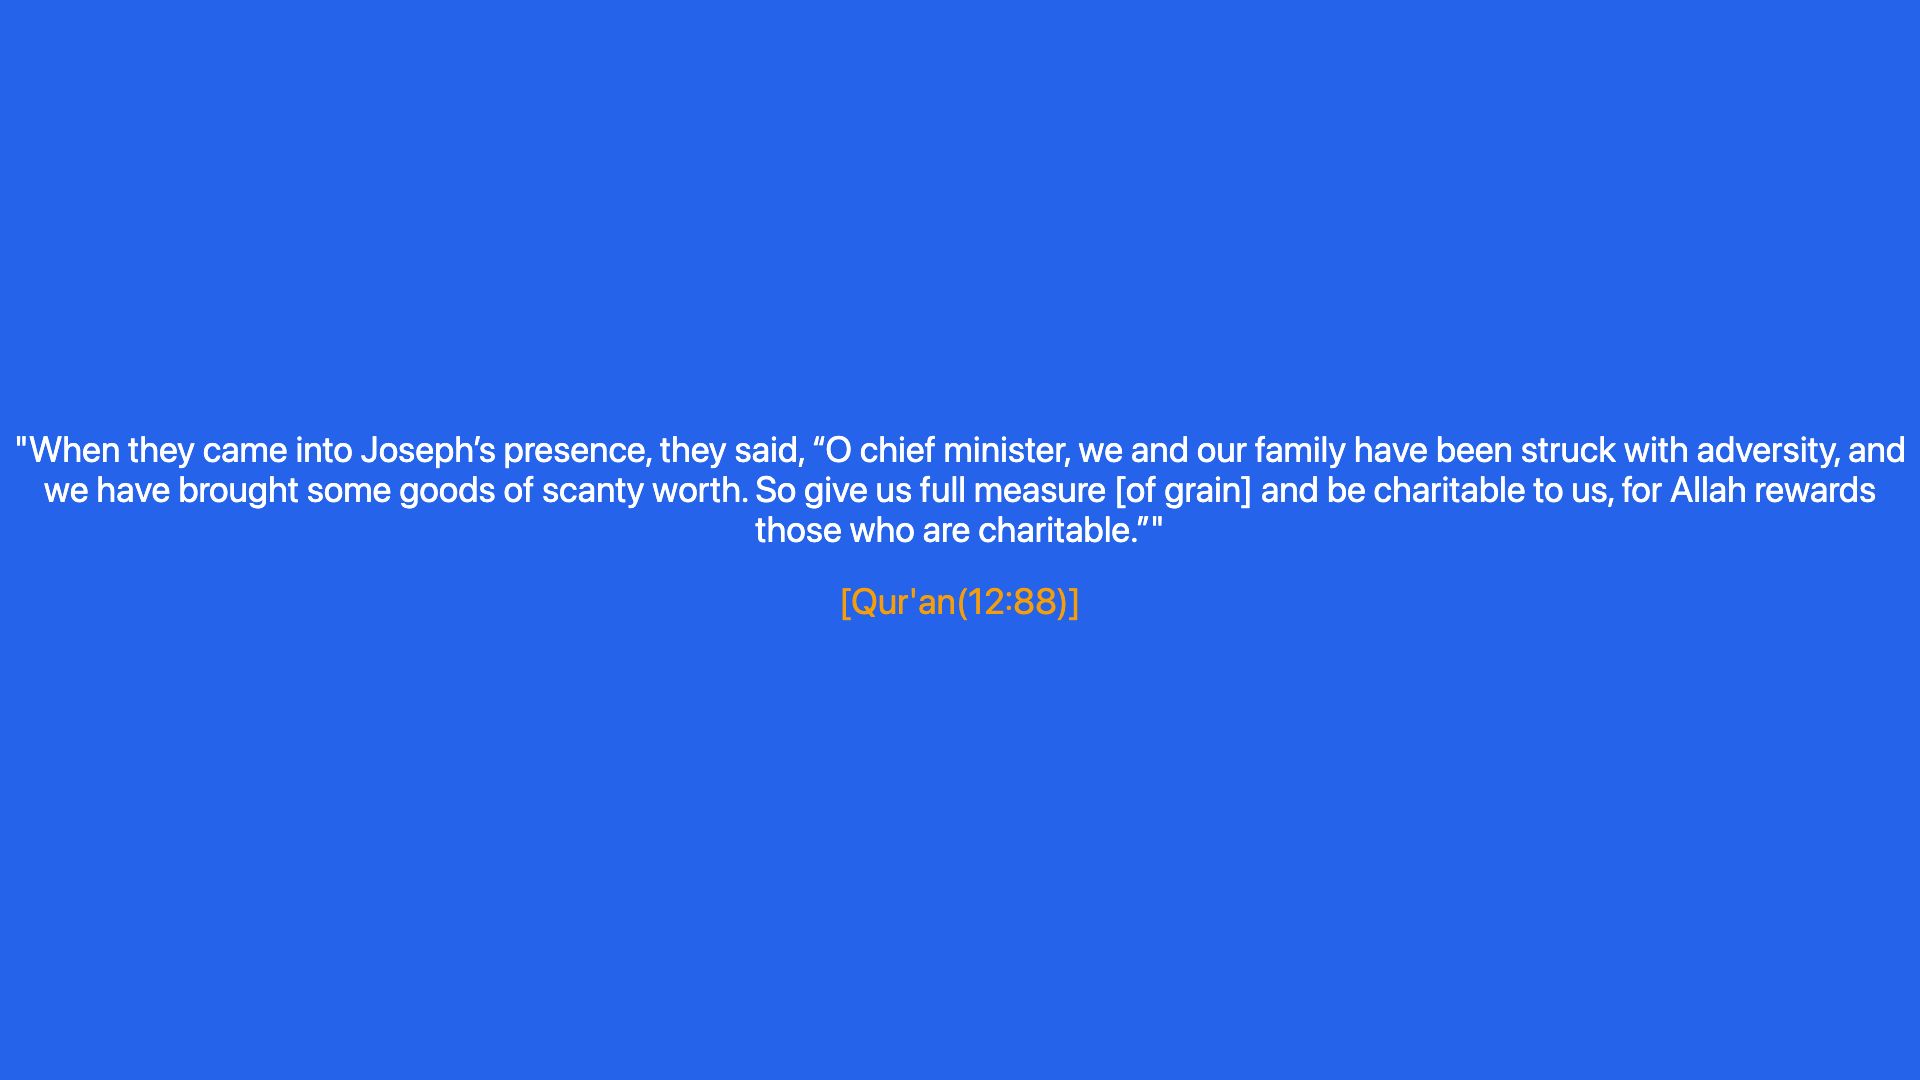 "When they came into Joseph’s presence, they said, “O chief minister, we and our family have been struck with adversity, and
we have brought some goods of scanty worth. So give us full measure [of grain] and be charitable to us, for Allah rewards
those who are charitable.”"
[Qur'an(12:88)]